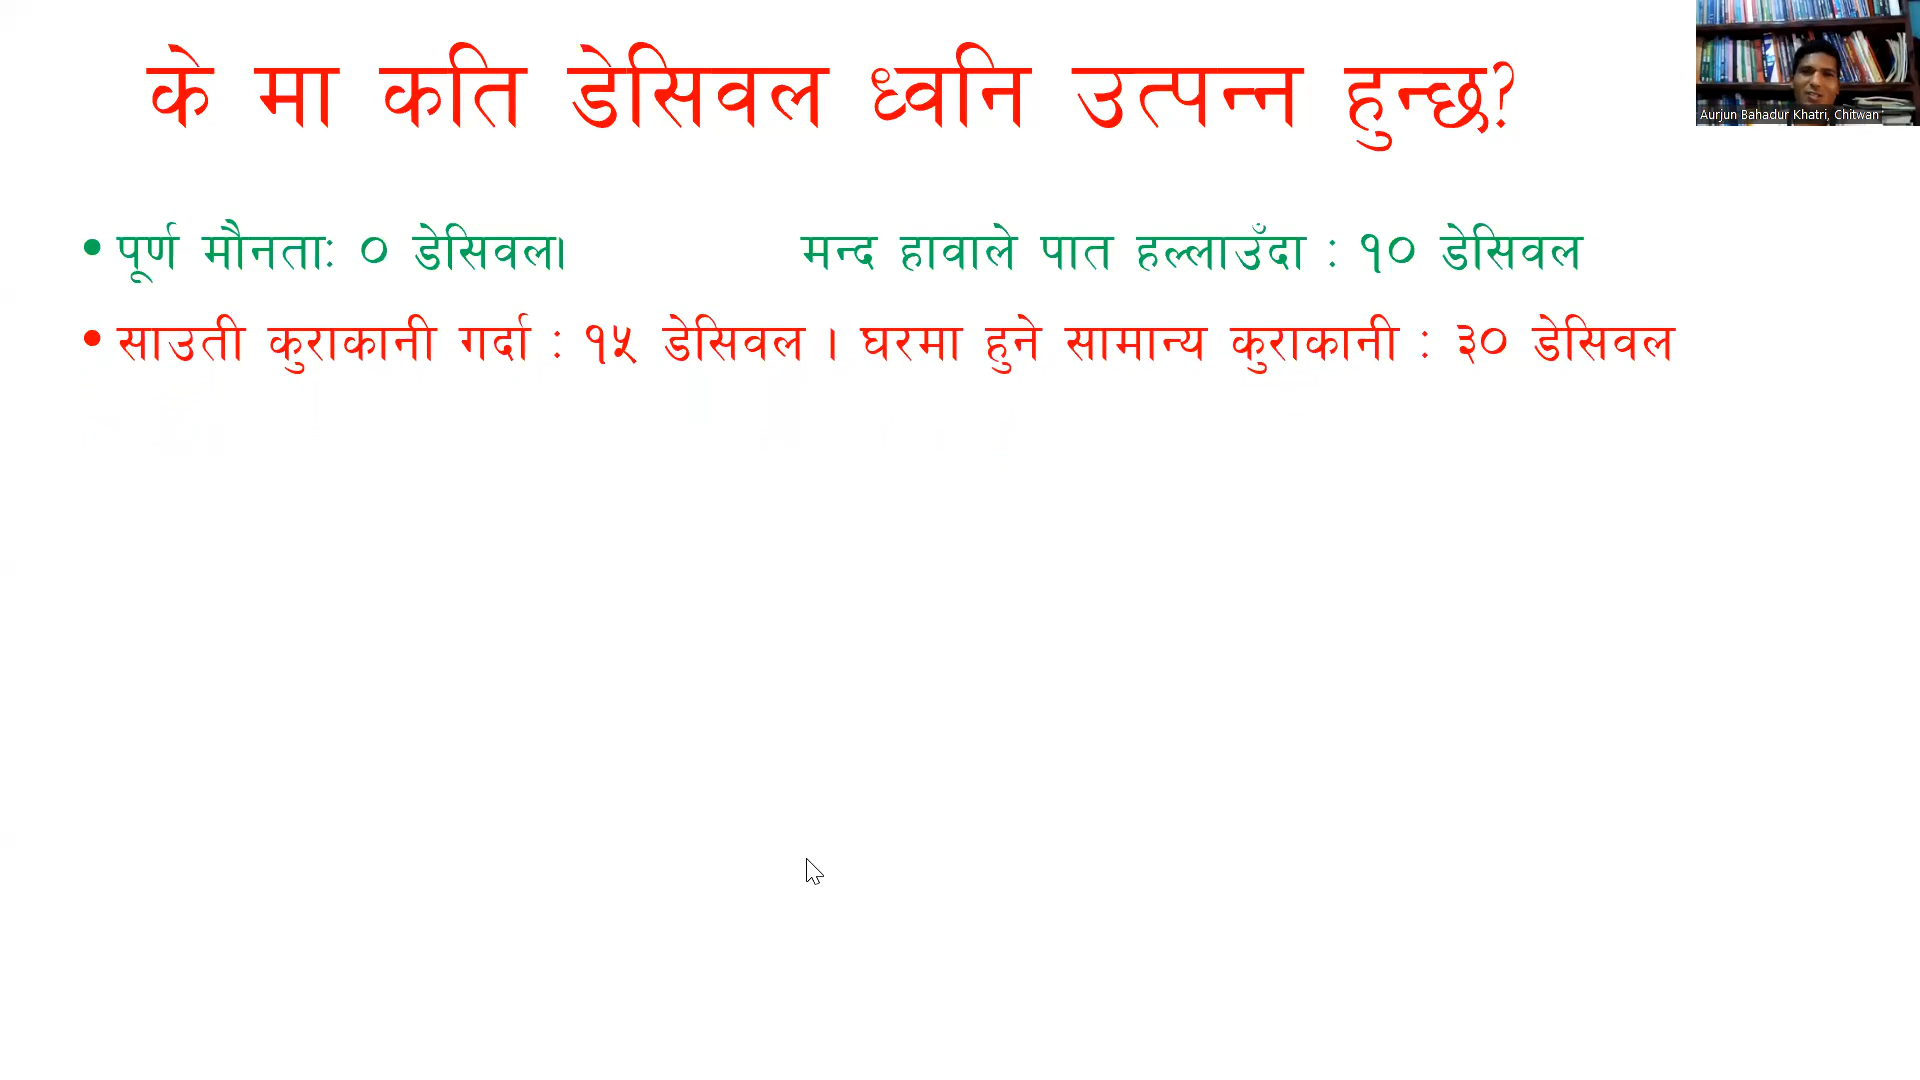 के मा कति डेसिवल ध्वनि उत्पन्न हुन्छ?
Aurjun Bahadur Khatri, Chitwan
• पूर्ण मौनताः ० डेसिवल। मन्द हावाले पात हल्लाउँदा : १० डेसिवल
• साउती कुराकानी गर्दा : १५ डेसिवल । घरमा हुने सामान्य कुराकानी : ३० डेसिवल